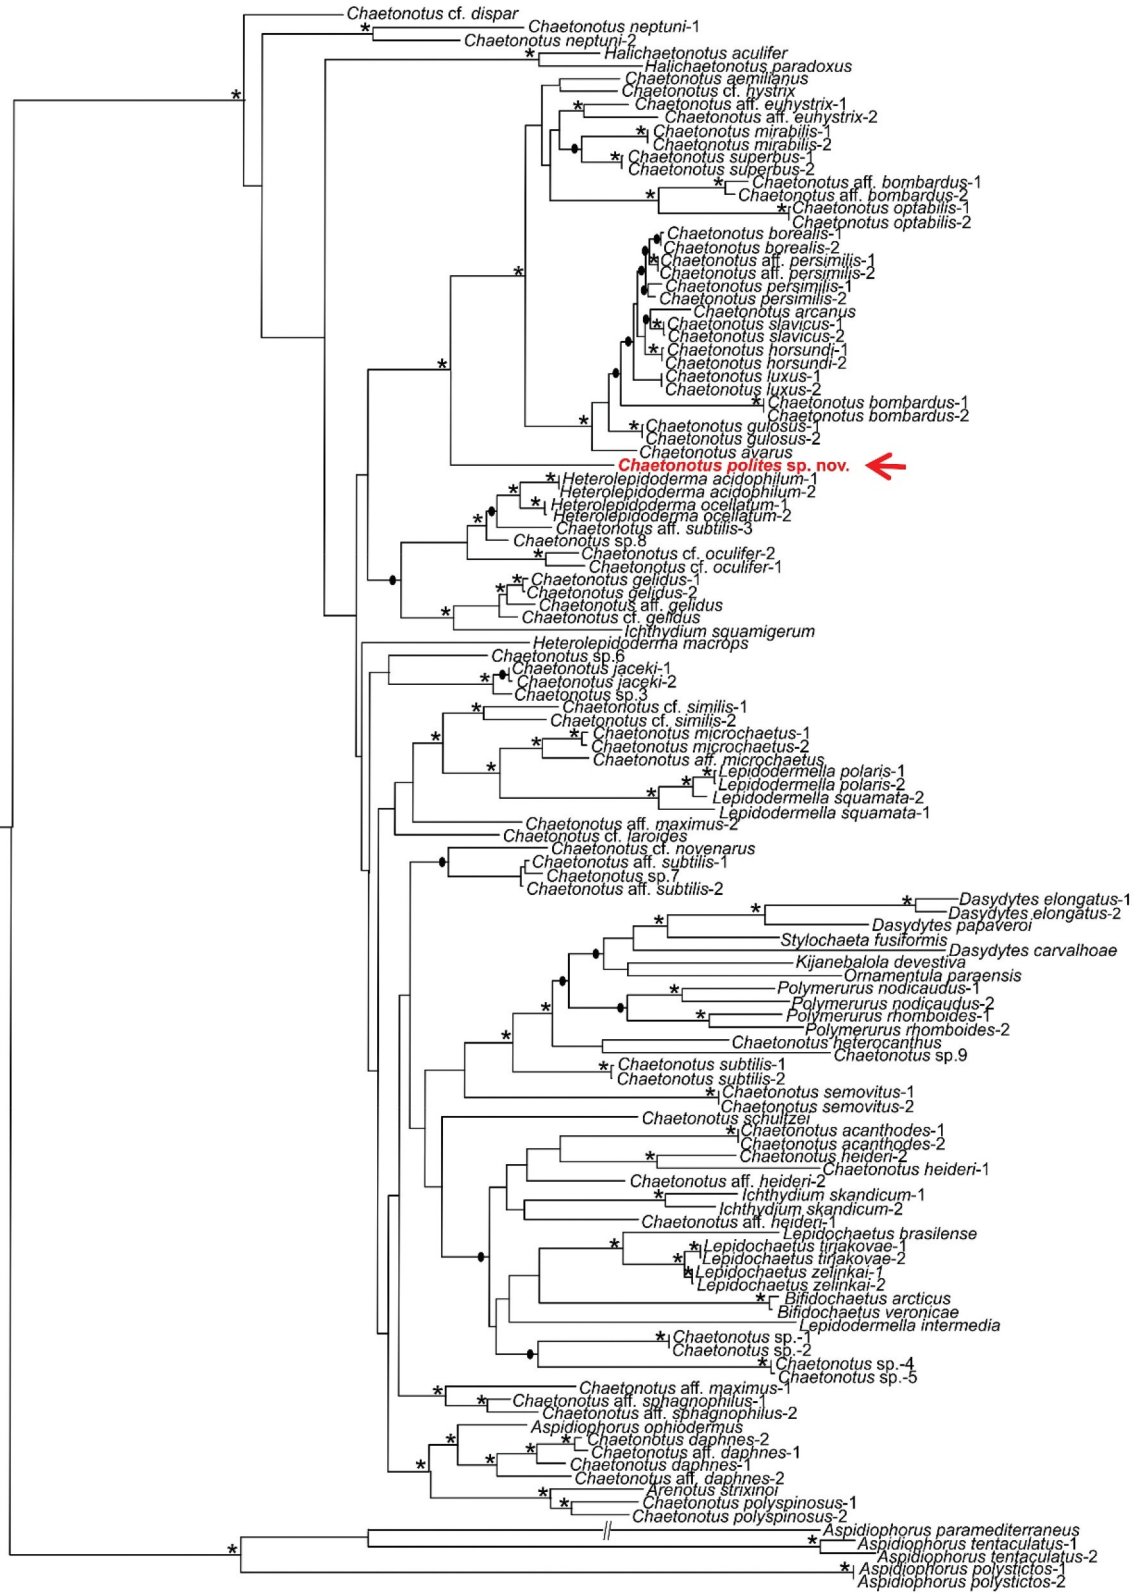 Chaetonotus cf. dispar
Chaetonotus neptuni-1
Chaetonotus neptuni-2
Halichaetonotus aculifer
Halichaetonotus paradoxus
Chaetonotus aemilianus
Chaetonotus cf. hystrix
Chaetonotus aff. euhystrix-1
Chaetonotus aff. euhystrix-2
Chaetonotus mirabilis-1
Chaetonotus mirabilis-2
Chaetonotus superbus-1
Chaetonotus superbus-2
Chaetonotus aff. bombardus-1
Chaetonotus aff. bombardus-2
Chaetonotus optabilis-1
Chaetonotus optabilis-2
Chaetonotus borealis-1
Chaetonotus borealis-2
Chaetonotus aff. persimilis-1
Chaetonotus aff. persimilis-2
Chaetonotus persimilis-1
Chaetonotus persimilis-2
Chaetonotus arcanus
Chaetonotus slavicus-1
Chaetonotus slavicus-2
Chaetonotus horsundi-1
Chaetonotus horsundi-2
Chaetonotus luxus-1
Chaetonotus luxus-2
Chaetonotus bombardus-1
Chaetonotus bombardus-2
Chaetonotus gulosus-1
Chaetonotus gulosus-2
Chaetonotus avarus
Chaetonotus polites sp. nov.
Heterolepidoderma acidophilum-1
Heterolepidoderma acidophilum-2
Heterolepidoderma ocellatum-1
Heterolepidoderma ocellatum-2
Chaetonotus aff. subtilis-3
Chaetonotus sp.8
Chaetonotus cf. oculifer-2
Chaetonotus cf. oculifer-1
Chaetonotus gelidus-1
Chaetonotus gelidus-2
Chaetonotus aff. gelidus
Chaetonotus cf. gelidus
Ichthydium squamigerum
Heterolepidoderma macrops
Chaetonotus sp.6
Chaetonotus jaceki-1
Chaetonotus jaceki-2
Chaetonotus sp.3
Chaetonotus cf. similis-1
Chaetonotus cf. similis-2
Chaetonotus microchaetus-1
Chaetonotus microchaetus-2
Chaetonotus aff. microchaetus
Lepidodermella polaris-1
Lepidodermella polaris-2
Lepidodermella squamata-2
Lepidodermella squamata-1
Chaetonotus aff. maximus-2
Chaetonotus cf. laroides
Chaetonotus cf. novenarus
Chaetonotus aff. subtilis-1
Chaetonotus sp.7
Chaetonotus aff. subtilis-2
Dasydytes elongatus-1
Dasydytes elongatus-2
Dasydytes papaveroi
Stylochaeta fusiformis
Dasydytes carvalhoae
Kijanebalola devestiva
Ornamentula paraensis
Polymerurus nodicaudus-1
Polymerurus nodicaudus-2
Polymerurus rhomboides-1
Polymerurus rhomboides-2
Chaetonotus heterocanthus
Chaetonotus sp.9
Chaetonotus subtilis-1
Chaetonotus subtilis-2
Chaetonotus semovitus-1
Chaetonotus semovitus-2
Chaetonotus schultzei
Chaetonotus acanthodes-1
Chaetonotus acanthodes-2
Chaetonotus heideri-2
Chaetonotus heideri-1
Chaetonotus aff. heideri-2
Ichthydium skandicum-1
Ichthydium skandicum-2
Chaetonotus aff. heideri-1
Lepidochaetus brasilense
Lepidochaetus tirjakovae-1
Lepidochaetus tirjakovae-2
Lepidochaetus zelinkai-1
Lepidochaetus zelinkai-2
Bifidochaetus arcticus
Bifidochaetus veronicae
Lepidodermella intermedia
Chaetonotus sp.-1
Chaetonotus sp.-2
Chaetonotus sp.-4
Chaetonotus sp.-5
Chaetonotus aff. maximus-1
Chaetonotus aff. sphagnophilus-1
Chaetonotus aff. sphagnophilus-2
Aspidiophorus ophiodermus
Chaetonotus daphnes-2
Chaetonotus aff. daphnes-1
Chaetonotus daphnes-1
Chaetonotus aff. daphnes-2
Arenotus strixinoi
Chaetonotus polyspinosus-1
Chaetonotus polyspinosus-2
Aspidiophorus paramediterraneus
Aspidiophorus tentaculatus-1
Aspidiophorus tentaculatus-2
Aspidiophorus polystictos-1
Aspidiophorus polystictos-2